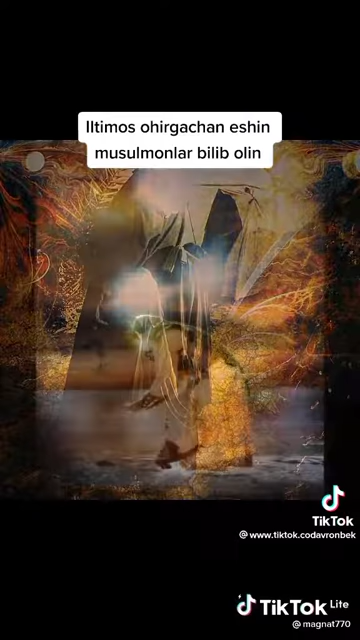 Iltimos ohirgachan eshin
musulmonlar bilib olin
TikTok
@ www.tiktok.codavronbek
TikTok Lite
@ magnat770